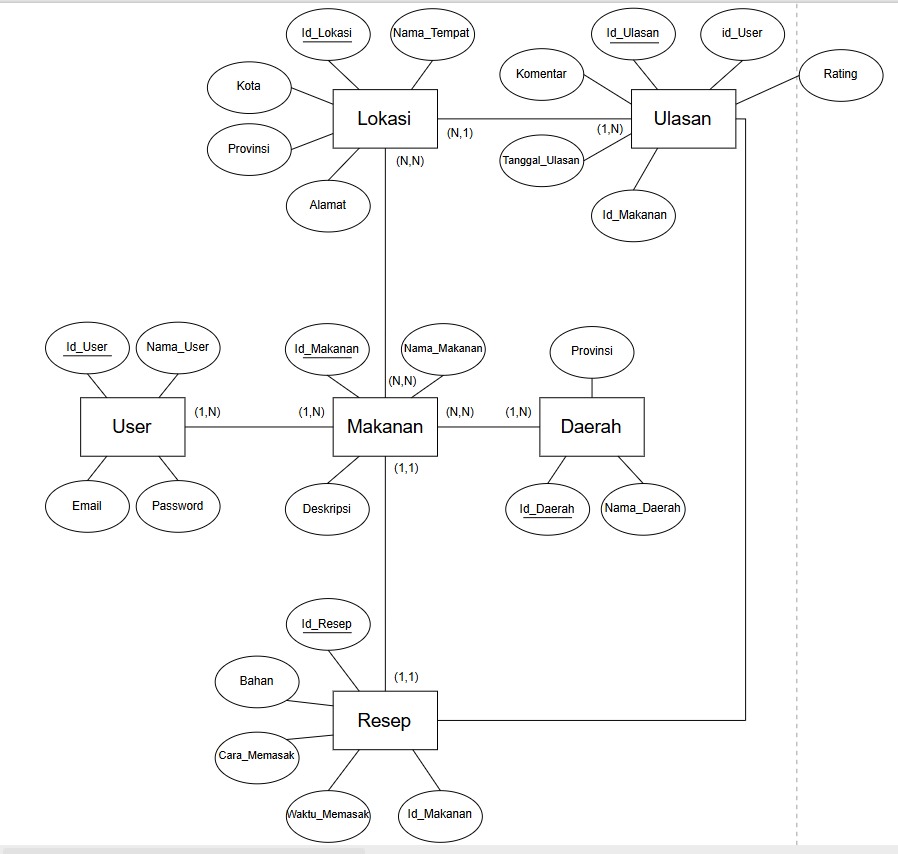 Id_Lokasi
Nama_Tempat
Id_Ulasan
id_User
Kota
Komentar
Rating
Lokasi
Ulasan
(N,1)
(1,N)
Provinsi
(N,N)
Tanggal_Ulasan
Alamat
Id_Makanan
Id_User
Nama_User
Id_Makanan
Nama_Makanan
Provinsi
(N,N)
User
(1,N)
(1,N)
Makanan
(N,N)
(1,N)
Daerah
(1,1)
Email
Password
Deskripsi
Id_Daerah
Nama_Daerah
Id_Resep
Bahan
(1,1)
Resep
Cara_Memasak
Waktu_Memasak
Id_Makanan